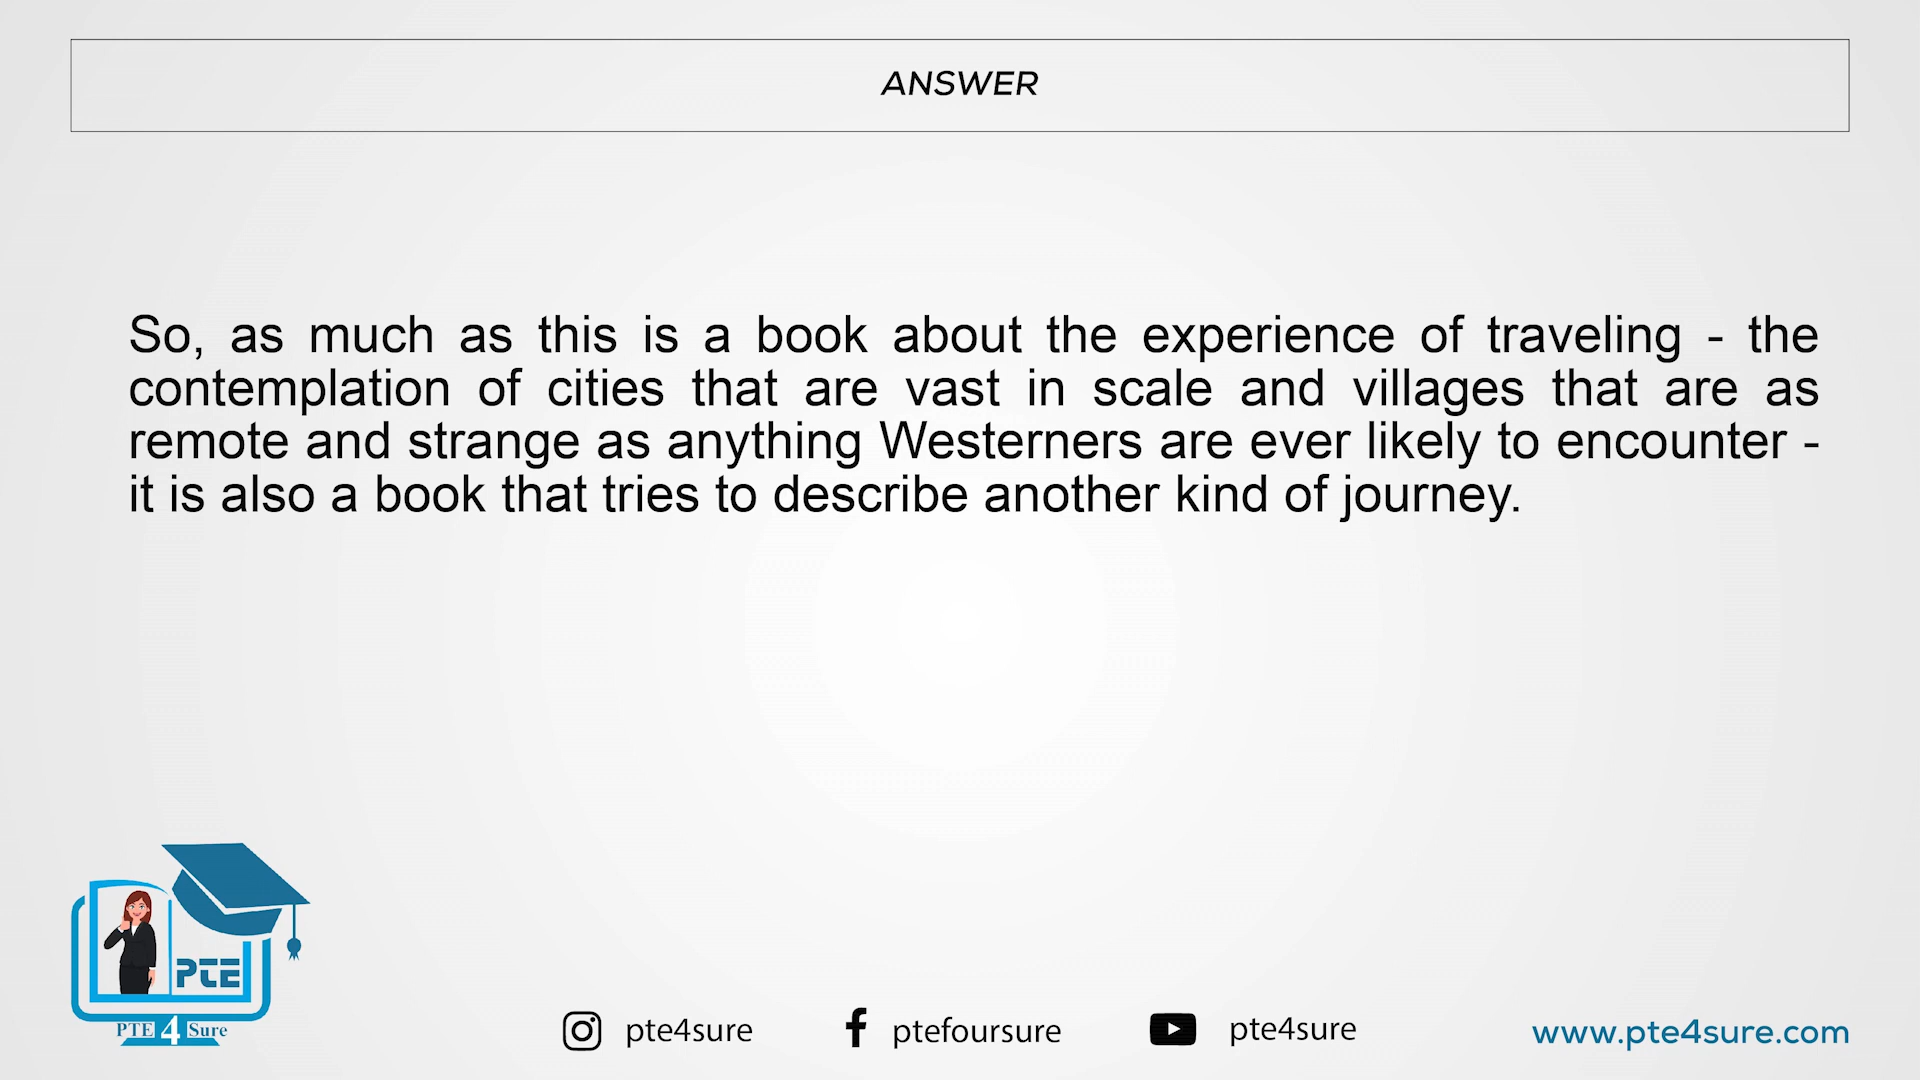 ANSWER
So, as much as this is a book about the experience of traveling - the
contemplation of cities that are vast in scale and villages that are as
remote and strange as anything Westerners are ever likely to encounter -
it is also a book that tries to describe another kind of journey.
PTE
PTE 4 Sure
pte4sure
ptefoursure
pte4sure
www.pte4sure.com